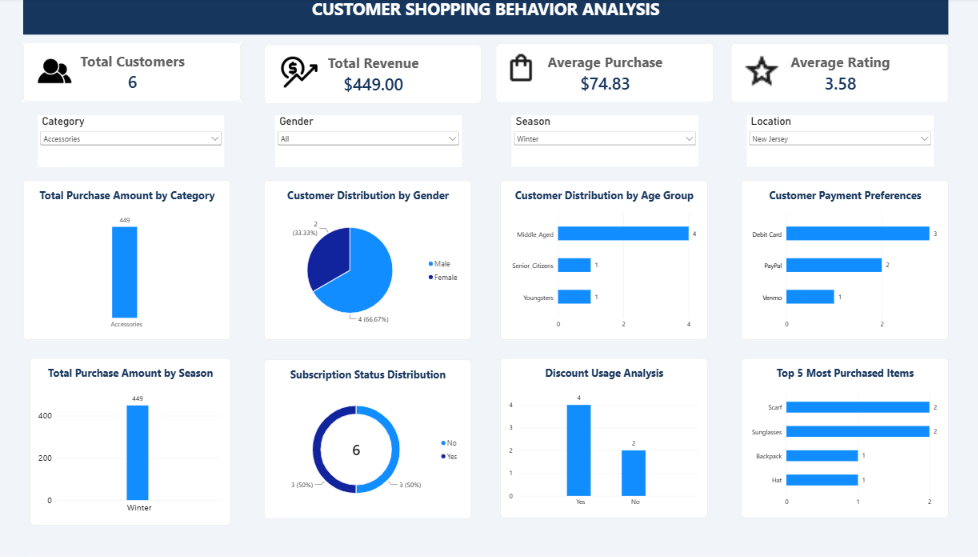 CUSTOMER SHOPPING BEHAVIOR ANALYSIS
Total Customers
6
Total Revenue
$449.00
Average Purchase
$74.83
Average Rating
3.58
Category
Accessories
Gender
All
Season
Winter
Location
New Jersey
Total Purchase Amount by Category
449
Accessories
Customer Distribution by Gender
2
(33.33%)
4 (66.67%)
Male
Female
Customer Distribution by Age Group
Middle Aged
4
Senior_Citizens
1
Youngsters
1
0 2 4
Customer Payment Preferences
Debit Card
3
PayPal
2
Venmo
1
0 2
Total Purchase Amount by Season
449
400
200
0
Winter
Subscription Status Distribution
6
3 (50%)
3 (50%)
No
Yes
Discount Usage Analysis
4
3
2
1
0
4
2
Yes No
Top 5 Most Purchased Items
Scarf
2
Sunglasses
2
Backpack
1
Hat
1
0 1 2